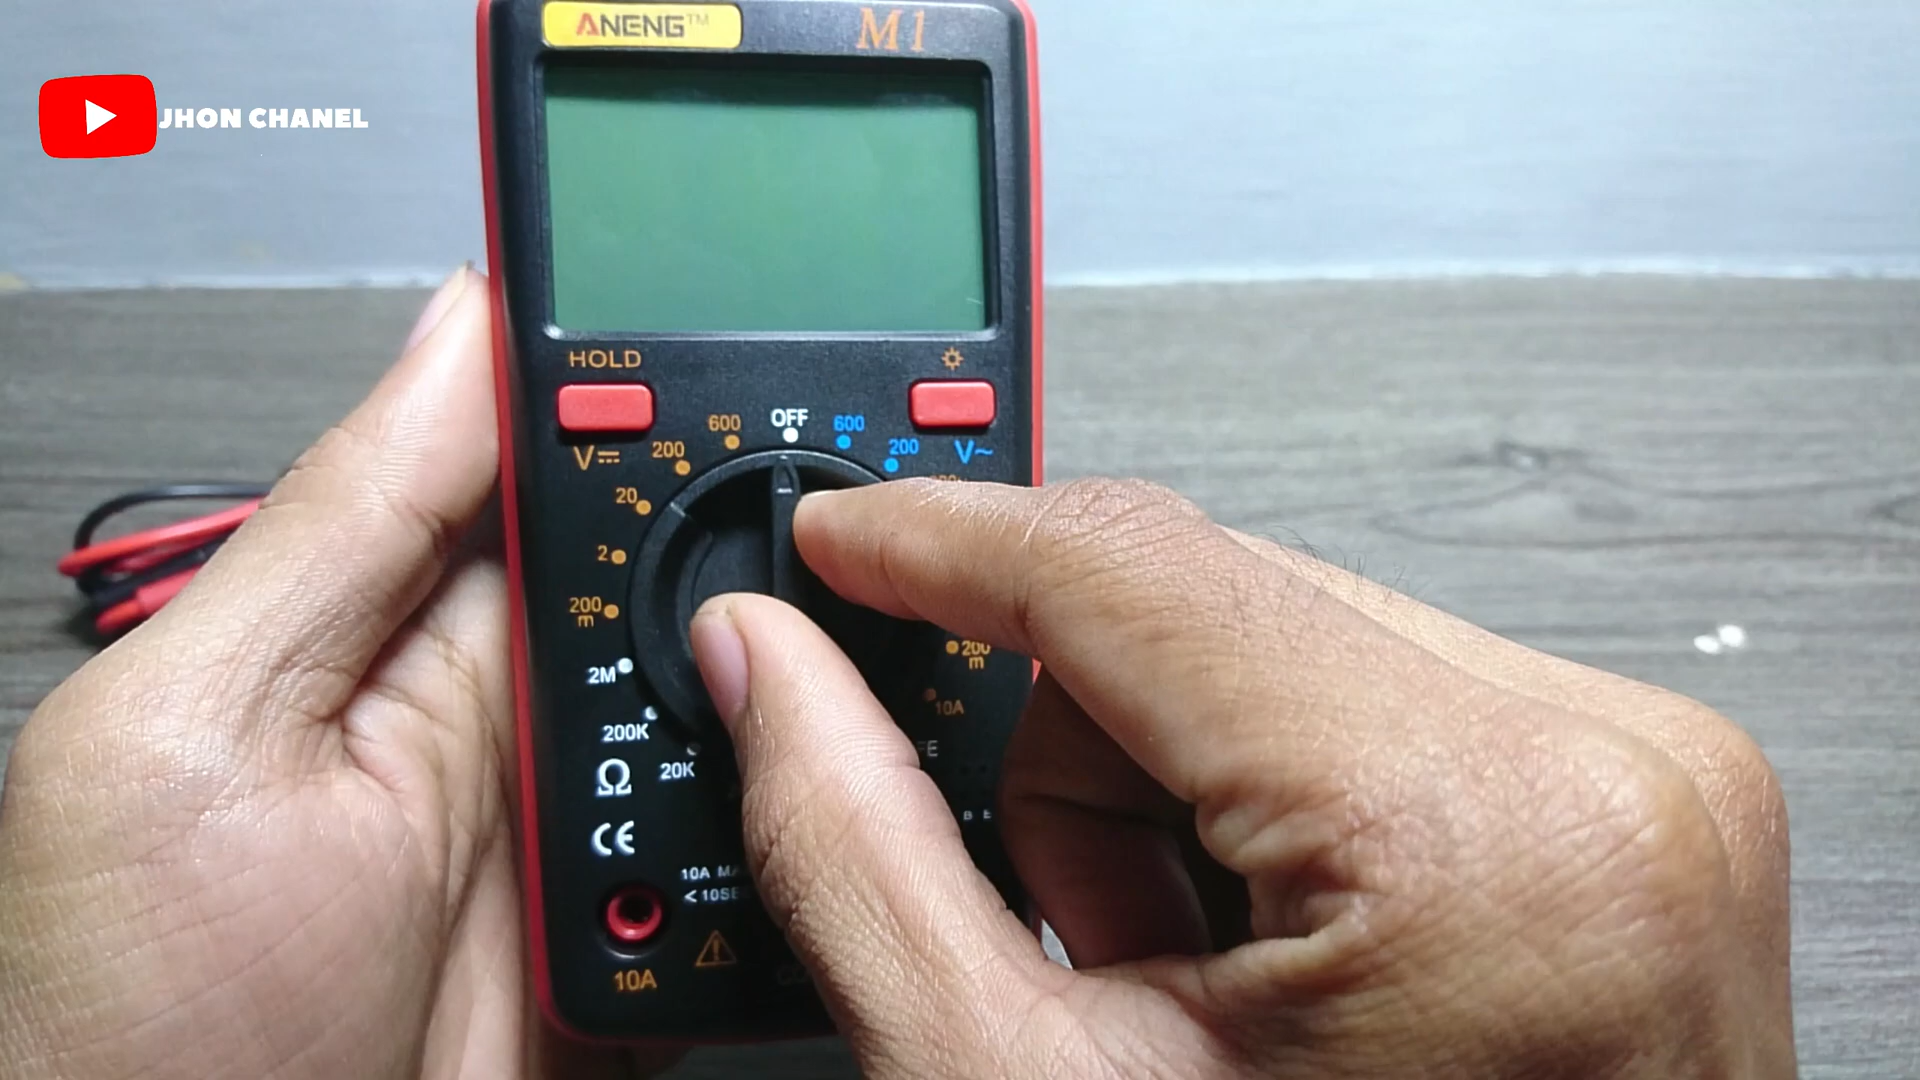 ANENG™
M1
JHON CHANEL
HOLD
OFF
600
600
200
200
V
V~
20
2
200
m
200
m
2M
10A
200K
20K
Ω
CE
B E
10A
<10SE
10A